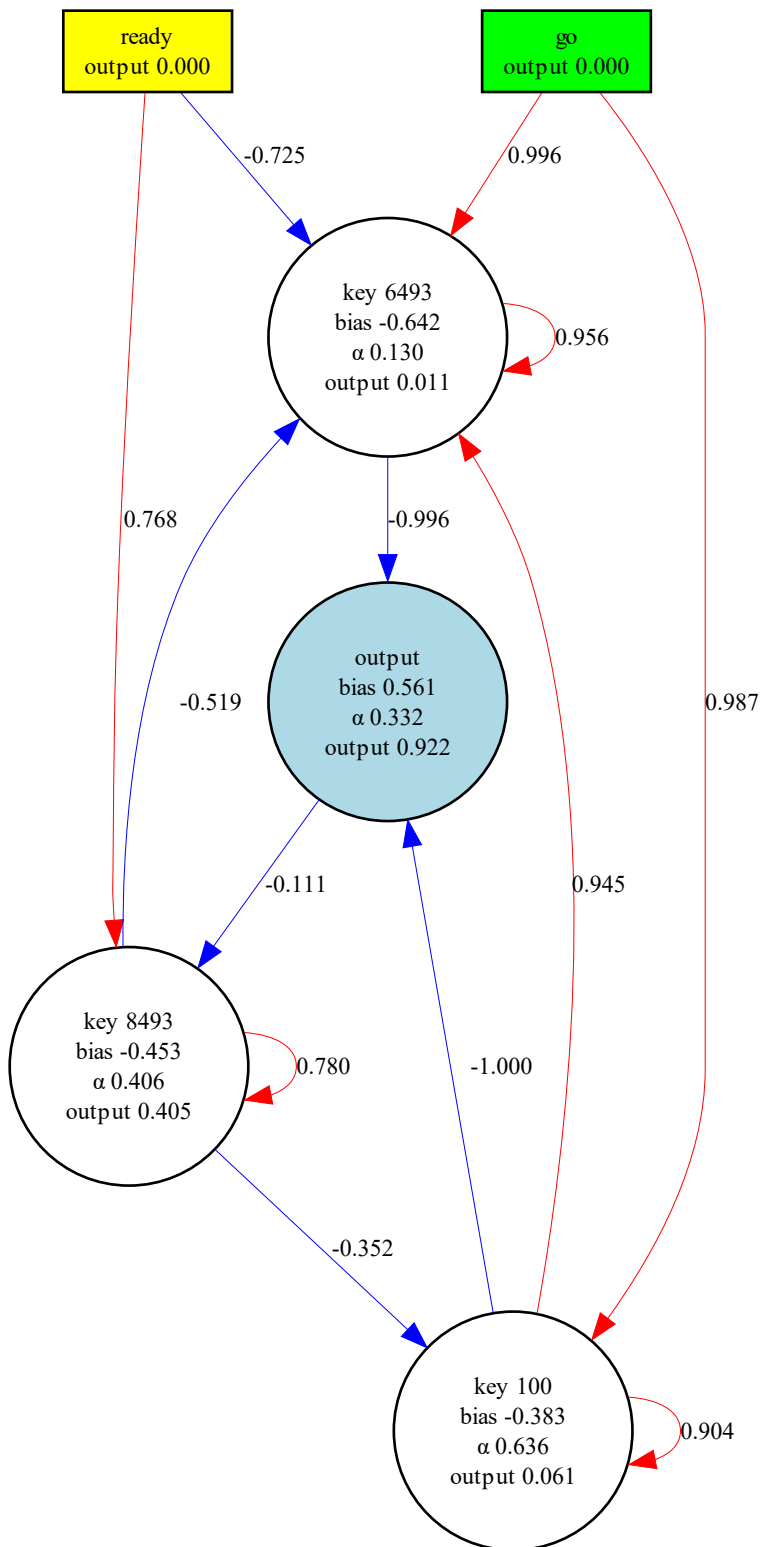 ready
output 0.000
go
output 0.000
-0.725
0.996
key 6493
bias -0.642
α 0.130
output 0.011
0.956
0.768
-0.996
-0.519
output
bias 0.561
α 0.332
output 0.922
0.987
-0.111
0.945
key 8493
bias -0.453
α 0.406
output 0.405
0.780
-1.000
-0.352
key 100
bias -0.383
α 0.636
output 0.061
0.904